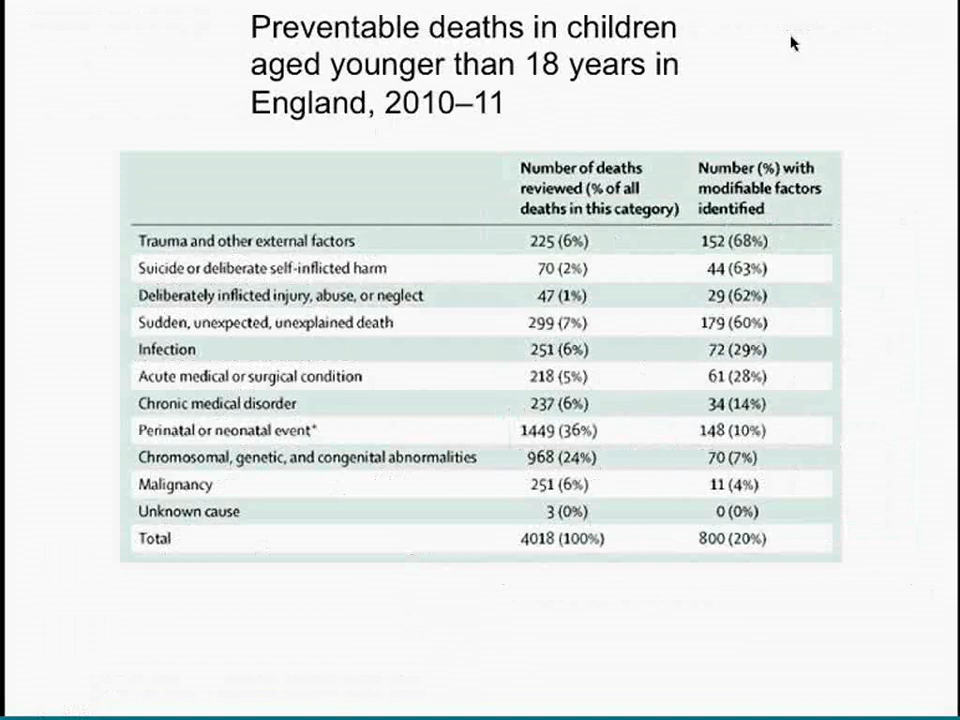 Preventable deaths in children
aged younger than 18 years in
England, 2010–11
Number of deaths reviewed (% of all deaths in this category) Number (%) with modifiable factors identified
Trauma and other external factors 225 (6%) 152 (68%)
Suicide or deliberate self-inflicted harm 70 (2%) 44 (63%)
Deliberately inflicted injury, abuse, or neglect 47 (1%) 29 (62%)
Sudden, unexpected, unexplained death 299 (7%) 179 (60%)
Infection 251 (6%) 72 (29%)
Acute medical or surgical condition 218 (5%) 61 (28%)
Chronic medical disorder 237 (6%) 34 (14%)
Perinatal or neonatal event* 1449 (36%) 148 (10%)
Chromosomal, genetic, and congenital abnormalities 968 (24%) 70 (7%)
Malignancy 251 (6%) 11 (4%)
Unknown cause 3 (0%) 0 (0%)
Total 4018 (100%) 800 (20%)